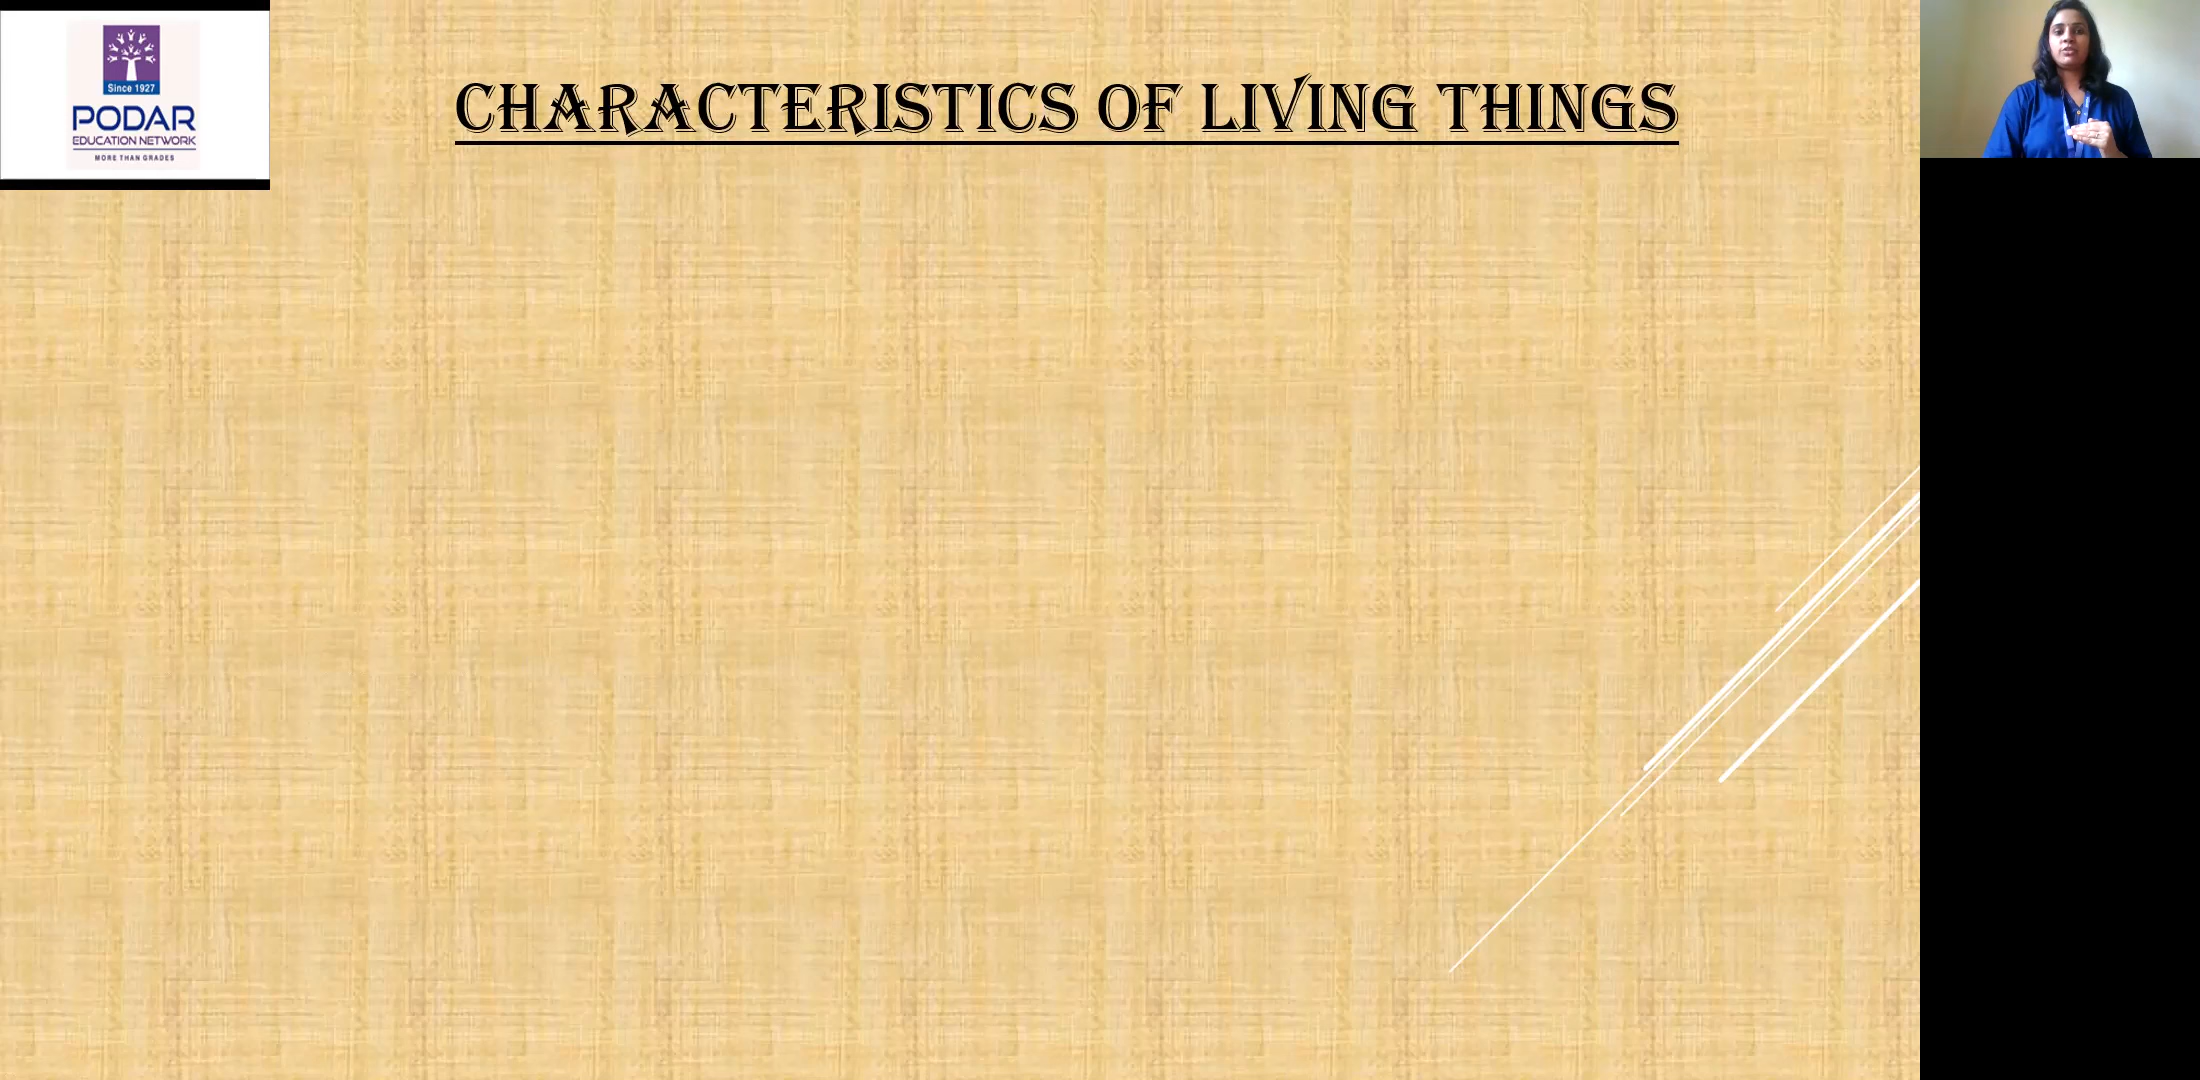 Since 1927
PODAR
EDUCATION NETWORK
MORE THAN GRADES
CHARACTERISTICS OF LIVING THINGS